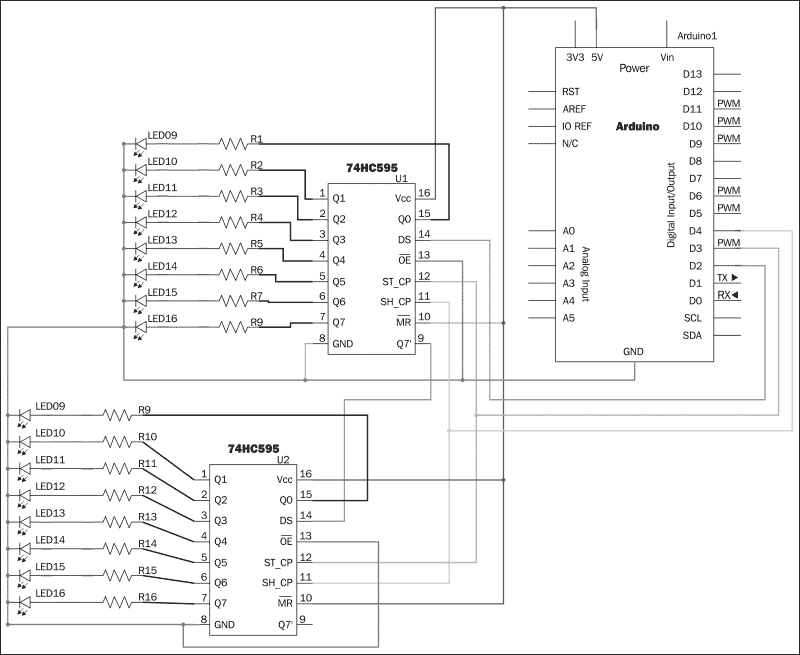 Arduino1
3V3 5V Vin
Power
D13
RST D12
AREF D11 PWM
IO REF Arduino D10 PWM
N/C D9 PWM
D8
D7
D6 PWM
D5 PWM
Digital Input/Output
A0 D4
A1 D3 PWM
A2 D2
A3 D1 TX
A4 D0 RX
A5 SCL
SDA
Analog Input
GND
LED09 R1
LED10 R2
LED11 R3
LED12 R4
LED13 R5
LED14 R6
LED15 R7
LED16 R9
74HC595
U1
1 Q1 Vcc 16
2 Q2 Q0 15
3 Q3 DS 14
4 Q4 OE 13
5 Q5 ST_CP 12
6 Q6 SH_CP 11
7 Q7 MR 10
8 GND Q7' 9
LED09 R9
LED10 R10
LED11 R11
LED12 R12
LED13 R13
LED14 R14
LED15 R15
LED16 R16
74HC595
U2
1 Q1 Vcc 16
2 Q2 Q0 15
3 Q3 DS 14
4 Q4 OE 13
5 Q5 ST_CP 12
6 Q6 SH_CP 11
7 Q7 MR 10
8 GND Q7' 9